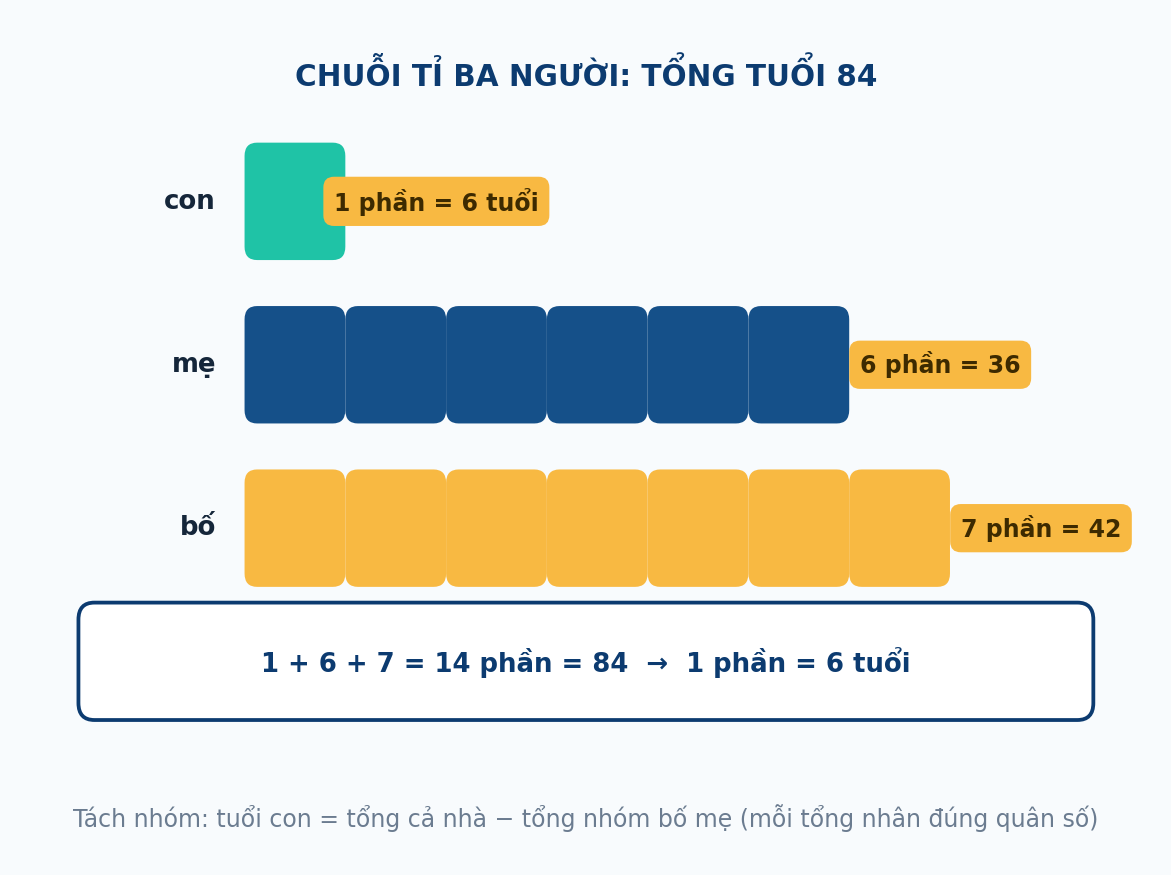 CHUỖI TỈ BA NGƯỜI: TỔNG TUỔI 84
con
1 phần = 6 tuổi
mẹ
6 phần = 36
bố
7 phần = 42
1 + 6 + 7 = 14 phần = 84 → 1 phần = 6 tuổi
Tách nhóm: tuổi con = tổng cả nhà − tổng nhóm bố mẹ (mỗi tổng nhân đúng quân số)